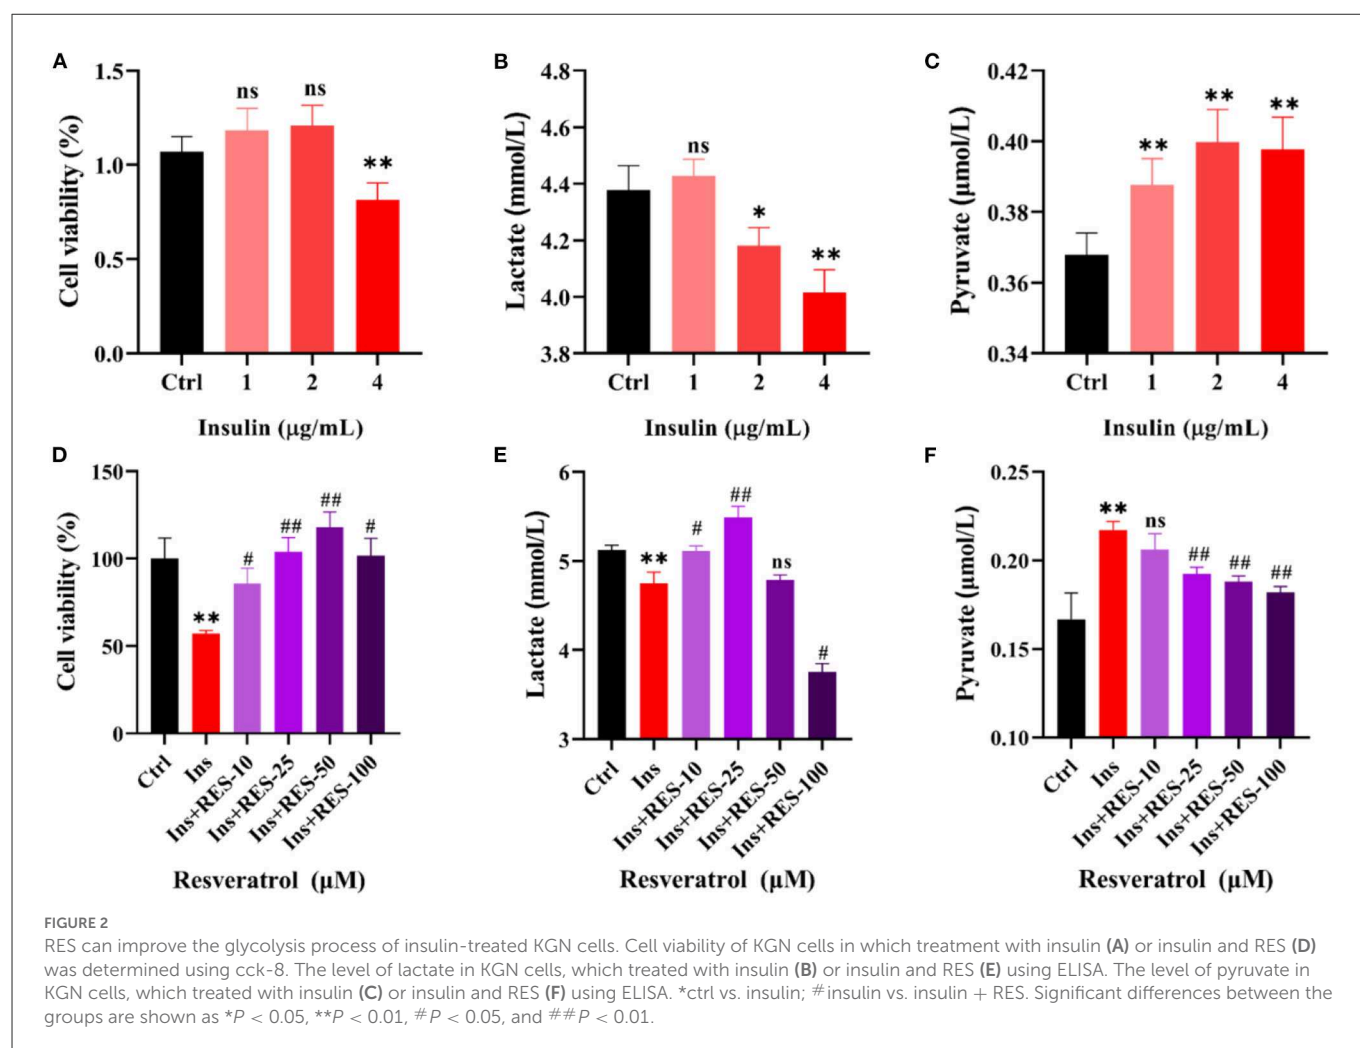 A
Cell viability (%)
1.5
1.0
0.5
0.0
ns
ns
**
Ctrl 1 2 4
Insulin (μg/mL)
B
Lactate (mmol/L)
4.8
4.6
4.4
4.2
4.0
3.8
ns
*
**
Ctrl 1 2 4
Insulin (μg/mL)
C
Pyruvate (μmol/L)
0.42
0.40
0.38
0.36
0.34
**
**
**
Ctrl 1 2 4
Insulin (μg/mL)
D
Cell viability (%)
150
100
50
0
**
#
##
##
#
Ctrl
Ins
Ins+RES-10
Ins+RES-25
Ins+RES-50
Ins+RES-100
Resveratrol (μM)
E
Lactate (mmol/L)
6
5
4
3
**
#
##
ns
#
Ctrl
Ins
Ins+RES-10
Ins+RES-25
Ins+RES-50
Ins+RES-100
Resveratrol (μM)
F
Pyruvate (μmol/L)
0.25
0.20
0.15
0.10
**
ns
##
##
##
Ctrl
Ins
Ins+RES-10
Ins+RES-25
Ins+RES-50
Ins+RES-100
Resveratrol (μM)
FIGURE 2
RES can improve the glycolysis process of insulin-treated KGN cells. Cell viability of KGN cells in which treatment with insulin (A) or insulin and RES (D)
was determined using cck-8. The level of lactate in KGN cells, which treated with insulin (B) or insulin and RES (E) using ELISA. The level of pyruvate in
KGN cells, which treated with insulin (C) or insulin and RES (F) using ELISA. *ctrl vs. insulin; #insulin vs. insulin + RES. Significant differences between the
groups are shown as *P < 0.05, **P < 0.01, #P < 0.05, and ##P < 0.01.